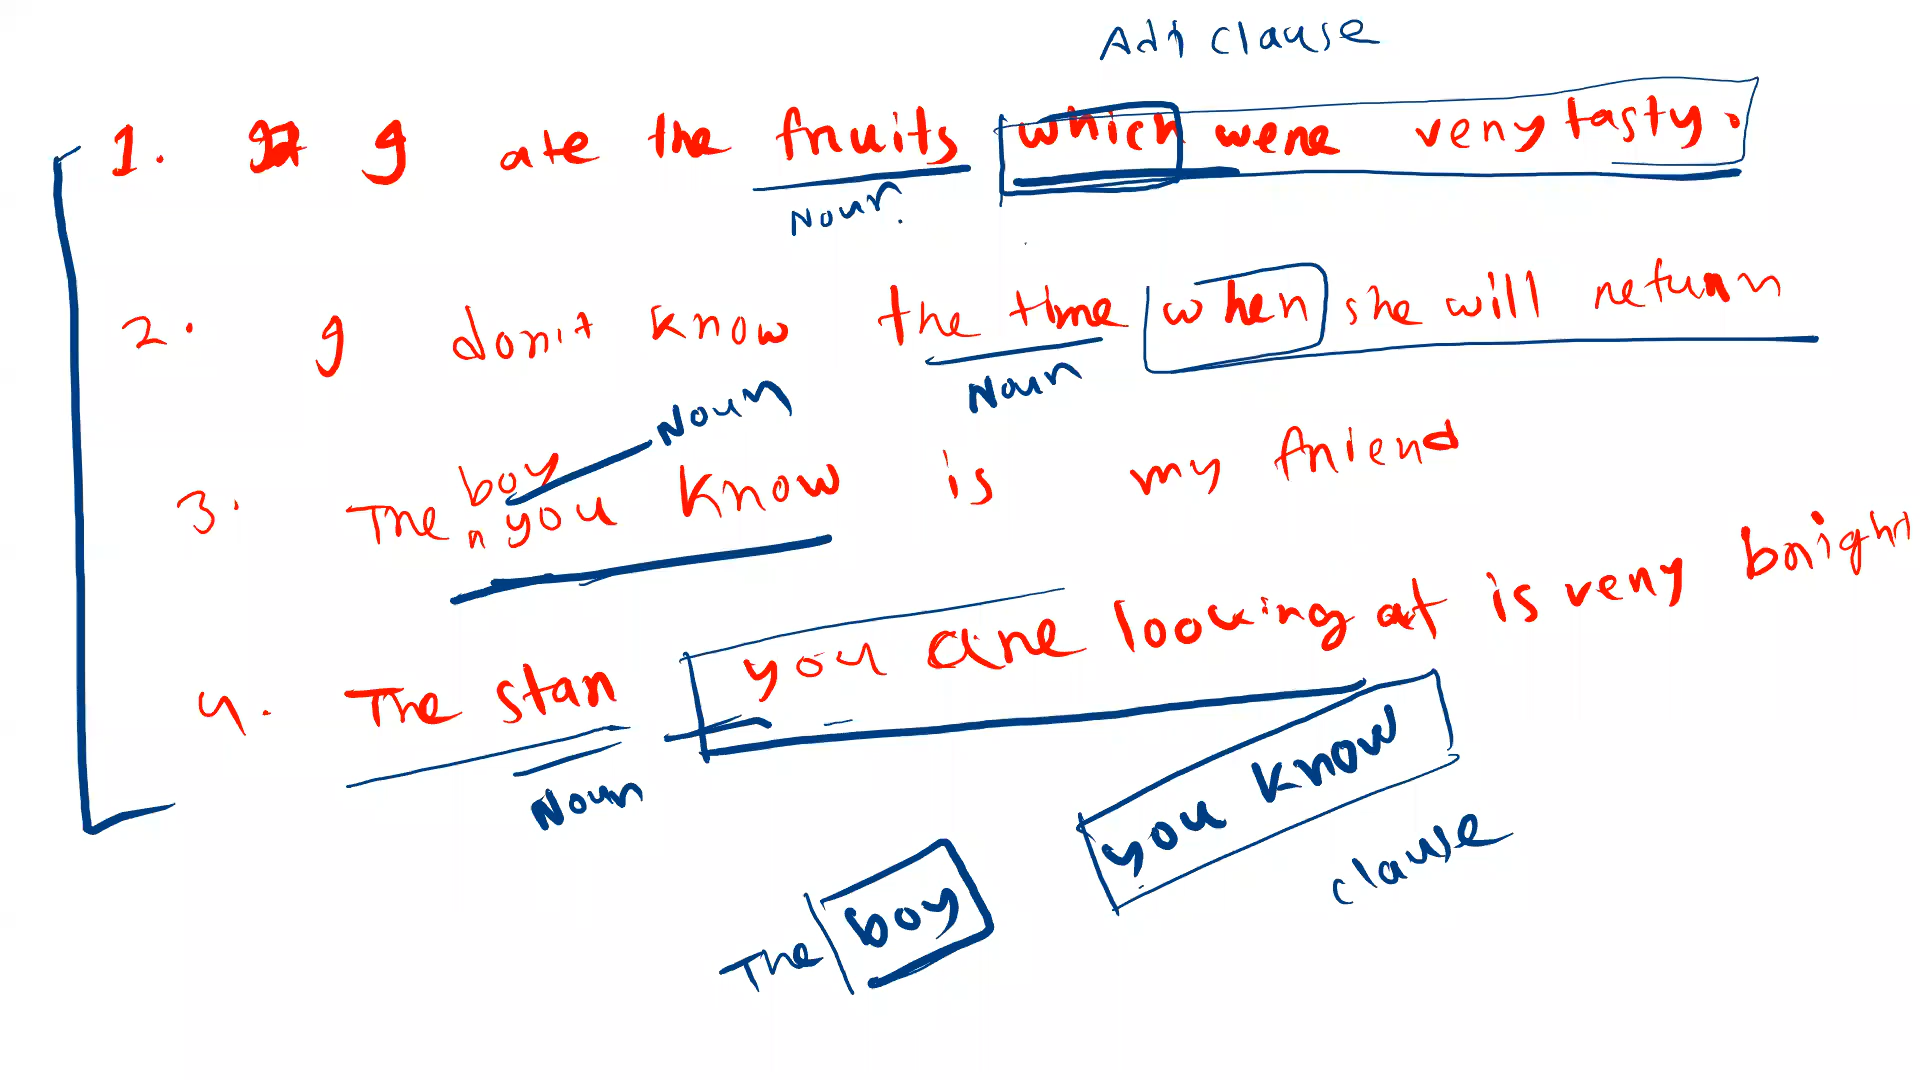 Adj clause
1. I ate the fruits which were very tasty.
Noun.
2. I don't know the time when she will return
Noun
Noun
3. The boy you know is my friend
4. The star you are looking at is very bright
Noun
you know
clause
The boy